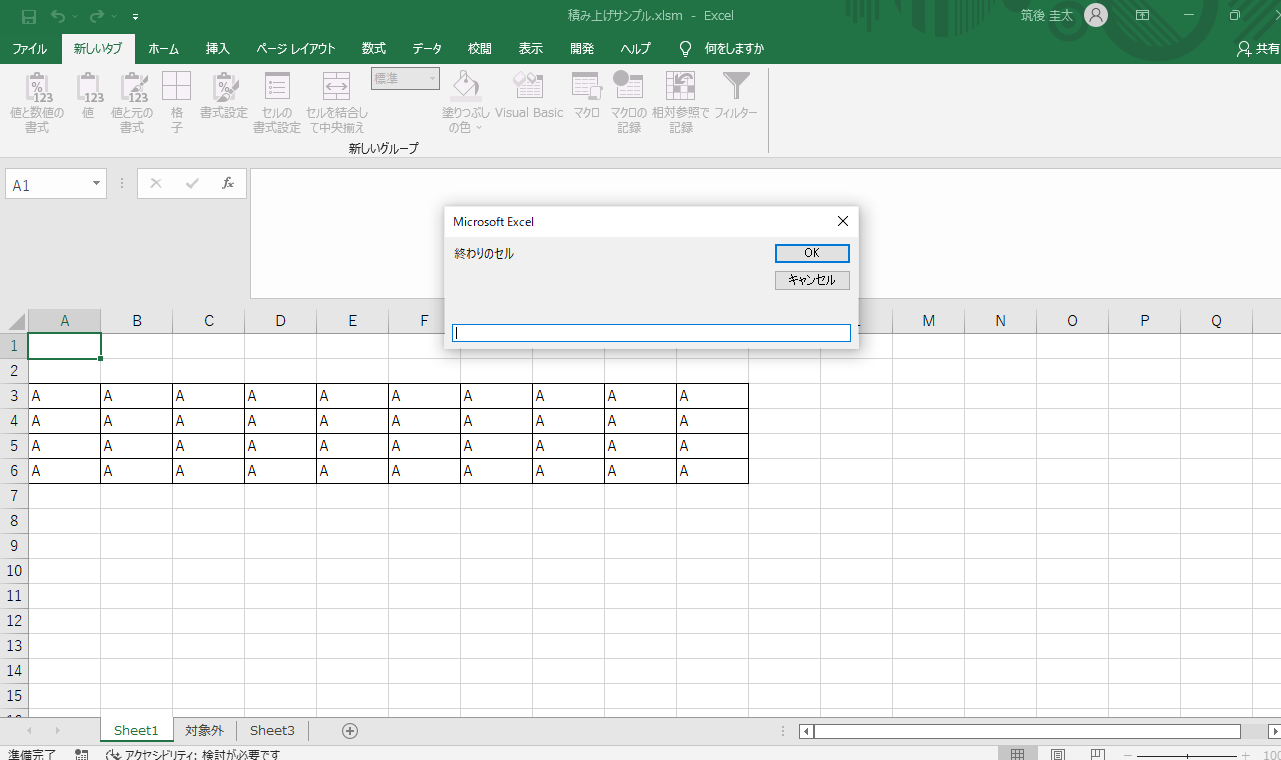 積み上げサンプル.xlsm - Excel 筑後 圭太
ファイル 新しいタブ ホーム 挿入 ページ レイアウト 数式 データ 校閲 表示 開発 ヘルプ 何をしますか 共有
値と数値の書式 値 値と元の書式 格子 書式設定 セルの書式設定 セルを結合して中央揃え 標準 塗りつぶしの色 Visual Basic マクロ マクロの記録 相対参照で記録 フィルター
新しいグループ
A1 fx
Microsoft Excel
終わりのセル OK
キャンセル
A B C D E F L M N O P Q
1
2
3 A A A A A A A A A A
4 A A A A A A A A A A
5 A A A A A A A A A A
6 A A A A A A A A A A
7
8
9
10
11
12
13
14
15
16
Sheet1 対象外 Sheet3
準備完了 アクセシビリティ: 検討が必要です 100